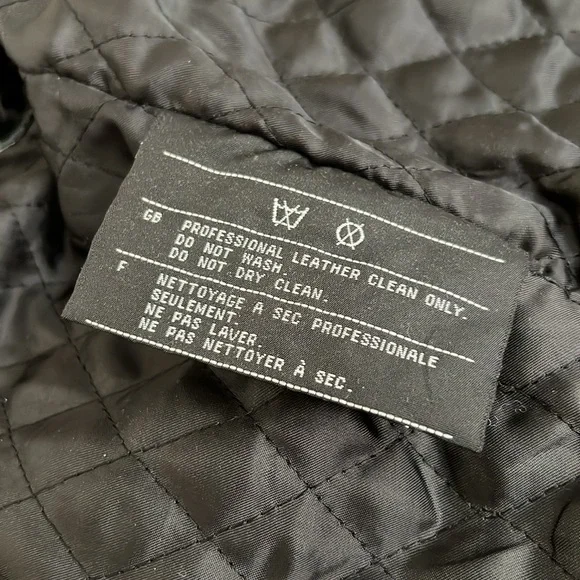 GB PROFESSIONAL LEATHER CLEAN ONLY.
DO NOT WASH.
DO NOT DRY CLEAN.
F NETTOYAGE À SEC PROFESSIONALE
SEULEMENT.
NE PAS LAVER.
NE PAS NETTOYER À SEC.